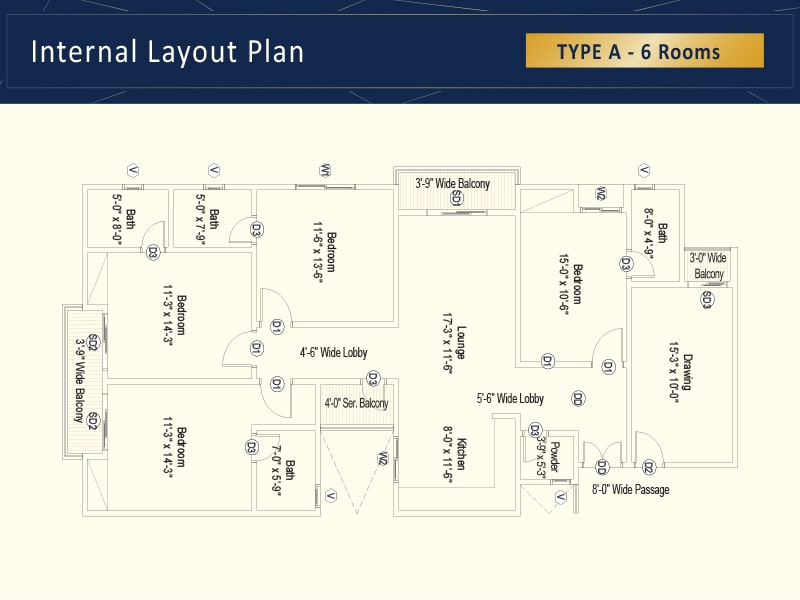 Internal Layout Plan
TYPE A - 6 Rooms
V
V
W1
V
3'-9" Wide Balcony
SD1
W2
Bath
5'-0" x 8'-0"
Bath
5'-0" x 7'-9"
D3
D3
Bedroom
11'-6" x 13'-6"
Bath
8'-0" x 4'-9"
D3
Bedroom
15'-0" x 10'-6"
3'-0" Wide
Balcony
SD3
Bedroom
11'-3" x 14'-3"
D1
D1
D1
4'-6" Wide Lobby
Lounge
17'-3" x 11'-6"
D1
D1
Drawing
15'-3" x 10'-0"
SD2
3'-9" Wide Balcony
SD2
D3
4'-0" Ser. Balcony
5'-6" Wide Lobby
DD
Bedroom
11'-3" x 14'-3"
D3
Bath
7'-0" x 5'-9"
V
W2
Kitchen
8'-0" x 11'-6"
D3
Powder
3'-9" x 5'-3"
V
DD
D2
8'-0" Wide Passage